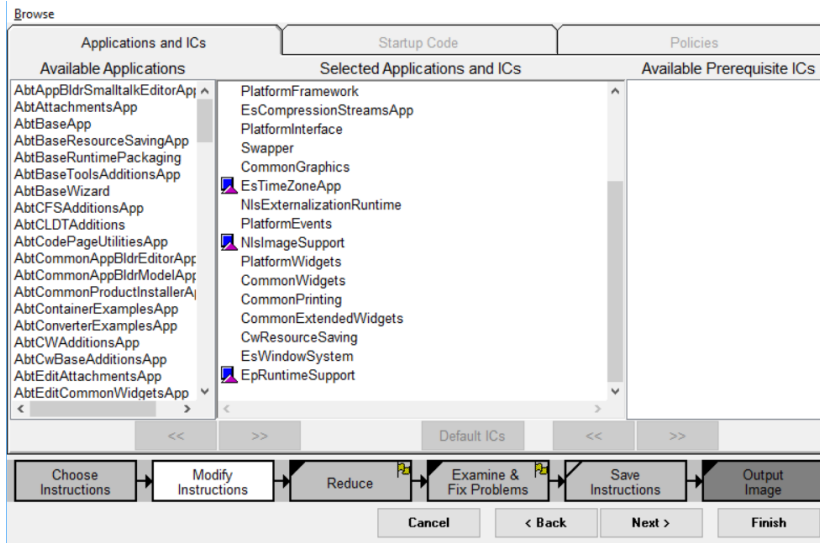 Browse
Applications and ICs
Startup Code
Policies
Available Applications
Selected Applications and ICs
Available Prerequisite ICs
AbtAppBldrSmalltalkEditorApp
AbtAttachmentsApp
AbtBaseApp
AbtBaseResourceSavingApp
AbtBaseRuntimePackaging
AbtBaseToolsAdditionsApp
AbtBaseWizard
AbtCFSAdditionsApp
AbtCLDTAdditions
AbtCodePageUtilitiesApp
AbtCommonAppBldrEditorApp
AbtCommonAppBldrModelApp
AbtCommonProductInstallerA
AbtContainerExamplesApp
AbtConverterExamplesApp
AbtCWAdditionsApp
AbtCwBaseAdditionsApp
AbtEditAttachmentsApp
AbtEditCommonWidgetsApp
PlatformFramework
EsCompressionStreamsApp
PlatformInterface
Swapper
CommonGraphics
EsTimeZoneApp
NlsExternalizationRuntime
PlatformEvents
NlsImageSupport
PlatformWidgets
CommonWidgets
CommonPrinting
CommonExtendedWidgets
CwResourceSaving
EsWindowSystem
EpRuntimeSupport
<< >> Default ICs << >>
Choose
Instructions
Modify
Instructions
Reduce
Examine &
Fix Problems
Save
Instructions
Output
Image
Cancel
< Back
Next >
Finish